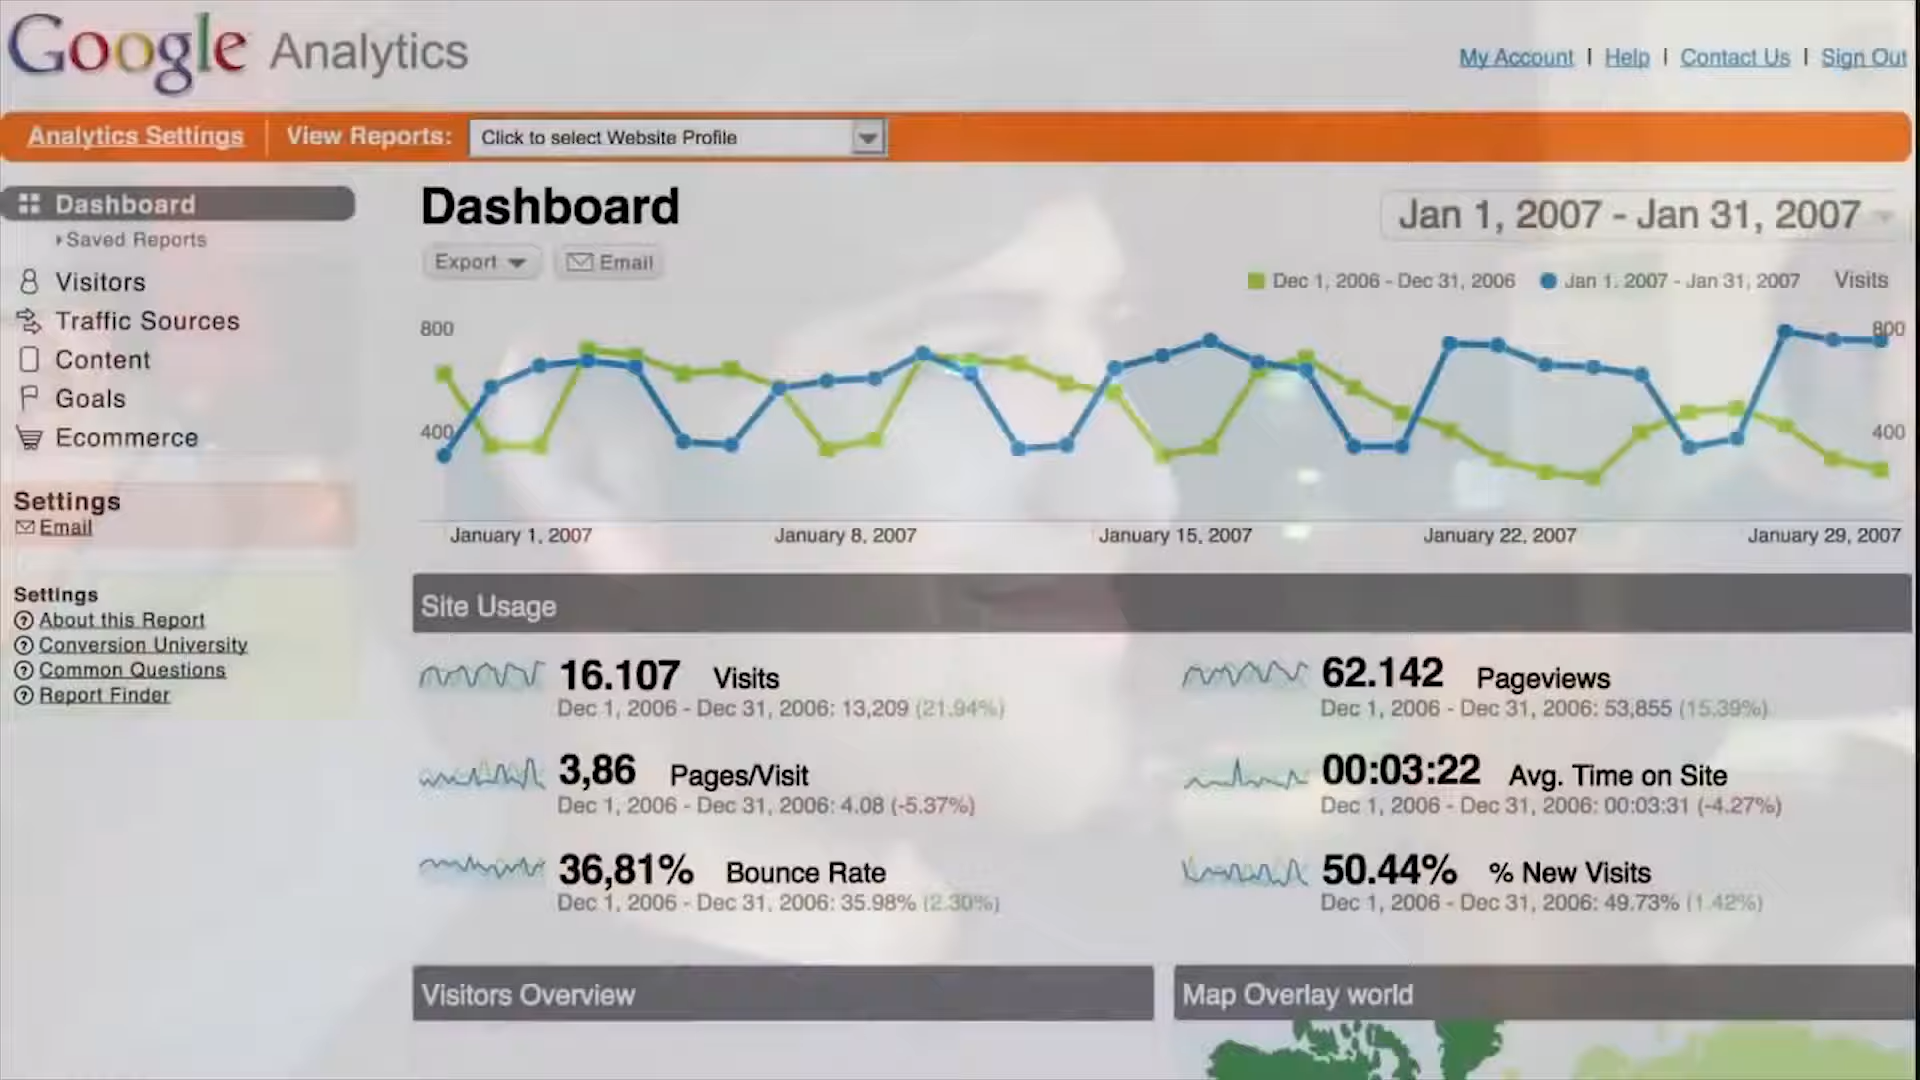 Google Analytics
My Account | Help | Contact Us | Sign Out
Analytics Settings | View Reports: Click to select Website Profile
Dashboard
Saved Reports
Visitors
Traffic Sources
Content
Goals
Ecommerce
Settings
Email
Settings
About this Report
Conversion University
Common Questions
Report Finder
Dashboard
Jan 1, 2007 - Jan 31, 2007
Export Email
Dec 1, 2006 - Dec 31, 2006 Jan 1. 2007 - Jan 31, 2007 Visits
800 800
400 400
January 1, 2007 January 8, 2007 January 15, 2007 January 22, 2007 January 29, 2007
Site Usage
16.107 Visits
Dec 1, 2006 - Dec 31, 2006: 13,209 (21.94%)
62.142 Pageviews
Dec 1, 2006 - Dec 31, 2006: 53,855 (15.39%)
3,86 Pages/Visit
Dec 1, 2006 - Dec 31, 2006: 4.08 (-5.37%)
00:03:22 Avg. Time on Site
Dec 1, 2006 - Dec 31, 2006: 00:03:31 (-4.27%)
36,81% Bounce Rate
Dec 1, 2006 - Dec 31, 2006: 35.98% (2.30%)
50.44% % New Visits
Dec 1, 2006 - Dec 31, 2006: 49.73% (1.42%)
Visitors Overview
Map Overlay world